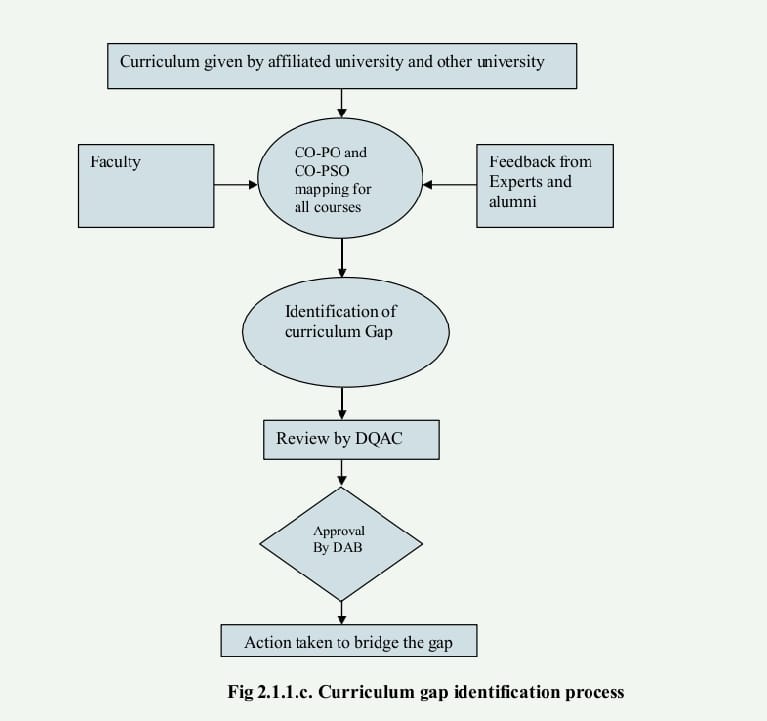 Curriculum given by affiliated university and other university
Faculty
CO-PO and
CO-PSO
mapping for
all courses
Feedback from
Experts and
alumni
Identification of
curriculum Gap
Review by DQAC
Approval
By DAB
Action taken to bridge the gap
Fig 2.1.1.c. Curriculum gap identification process